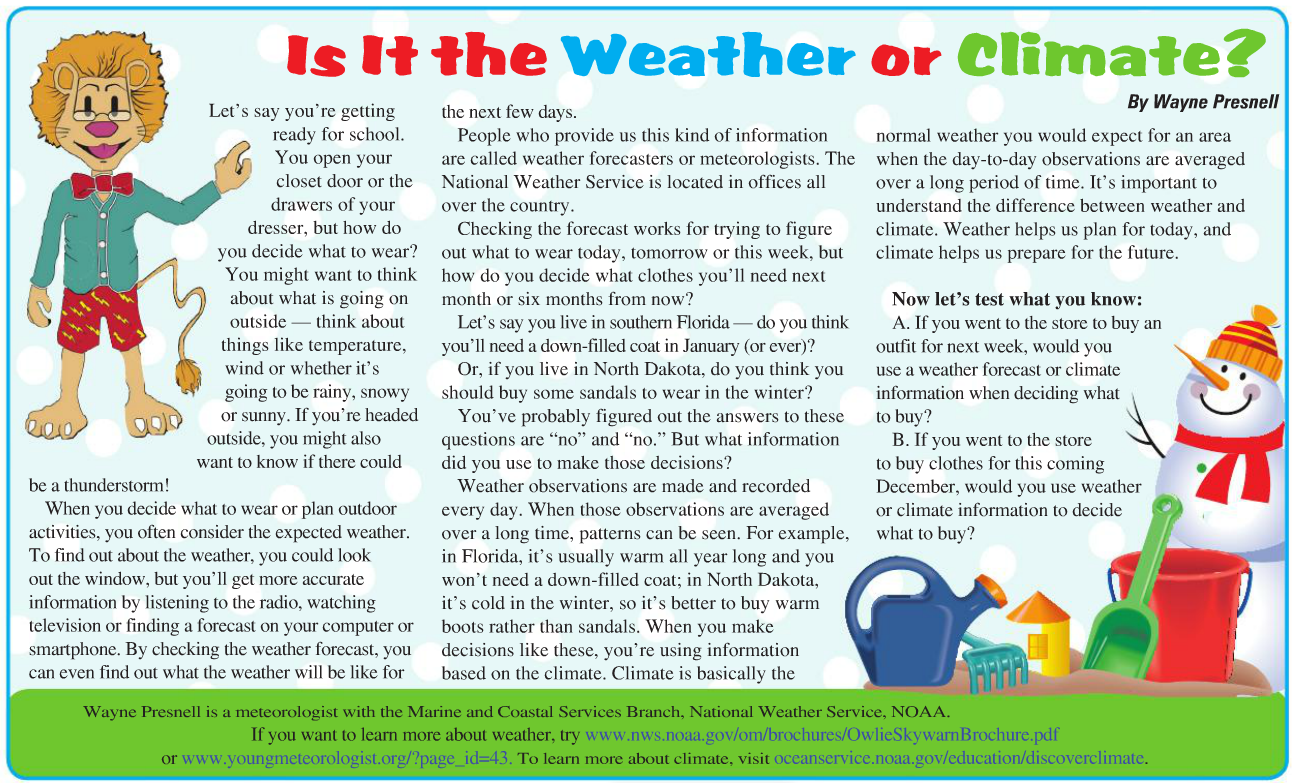 Is It the Weather or Climate?
By Wayne Presnell
Let's say you're getting
ready for school.
You open your
closet door or the
drawers of your
dresser, but how do
you decide what to wear?
You might want to think
about what is going on
outside — think about
things like temperature,
wind or whether it's
going to be rainy, snowy
or sunny. If you're headed
outside, you might also
want to know if there could
be a thunderstorm!
When you decide what to wear or plan outdoor
activities, you often consider the expected weather.
To find out about the weather, you could look
out the window, but you'll get more accurate
information by listening to the radio, watching
television or finding a forecast on your computer or
smartphone. By checking the weather forecast, you
can even find out what the weather will be like for
the next few days.
People who provide us this kind of information
are called weather forecasters or meteorologists. The
National Weather Service is located in offices all
over the country.
Checking the forecast works for trying to figure
out what to wear today, tomorrow or this week, but
how do you decide what clothes you'll need next
month or six months from now?
Let's say you live in southern Florida — do you think
you'll need a down-filled coat in January (or ever)?
Or, if you live in North Dakota, do you think you
should buy some sandals to wear in the winter?
You've probably figured out the answers to these
questions are “no” and “no.” But what information
did you use to make those decisions?
Weather observations are made and recorded
every day. When those observations are averaged
over a long time, patterns can be seen. For example,
in Florida, it's usually warm all year long and you
won't need a down-filled coat; in North Dakota,
it's cold in the winter, so it's better to buy warm
boots rather than sandals. When you make
decisions like these, you're using information
based on the climate. Climate is basically the
normal weather you would expect for an area
when the day-to-day observations are averaged
over a long period of time. It's important to
understand the difference between weather and
climate. Weather helps us plan for today, and
climate helps us prepare for the future.
Now let's test what you know:
A. If you went to the store to buy an
outfit for next week, would you
use a weather forecast or climate
information when deciding what
to buy?
B. If you went to the store
to buy clothes for this coming
December, would you use weather
or climate information to decide
what to buy?
Wayne Presnell is a meteorologist with the Marine and Coastal Services Branch, National Weather Service, NOAA.
If you want to learn more about weather, try www.nws.noaa.gov/om/brochures/OwlieSkywarnBrochure.pdf
or www.youngmeteorologist.org/?page_id=43. To learn more about climate, visit oceanservice.noaa.gov/education/discoverclimate.